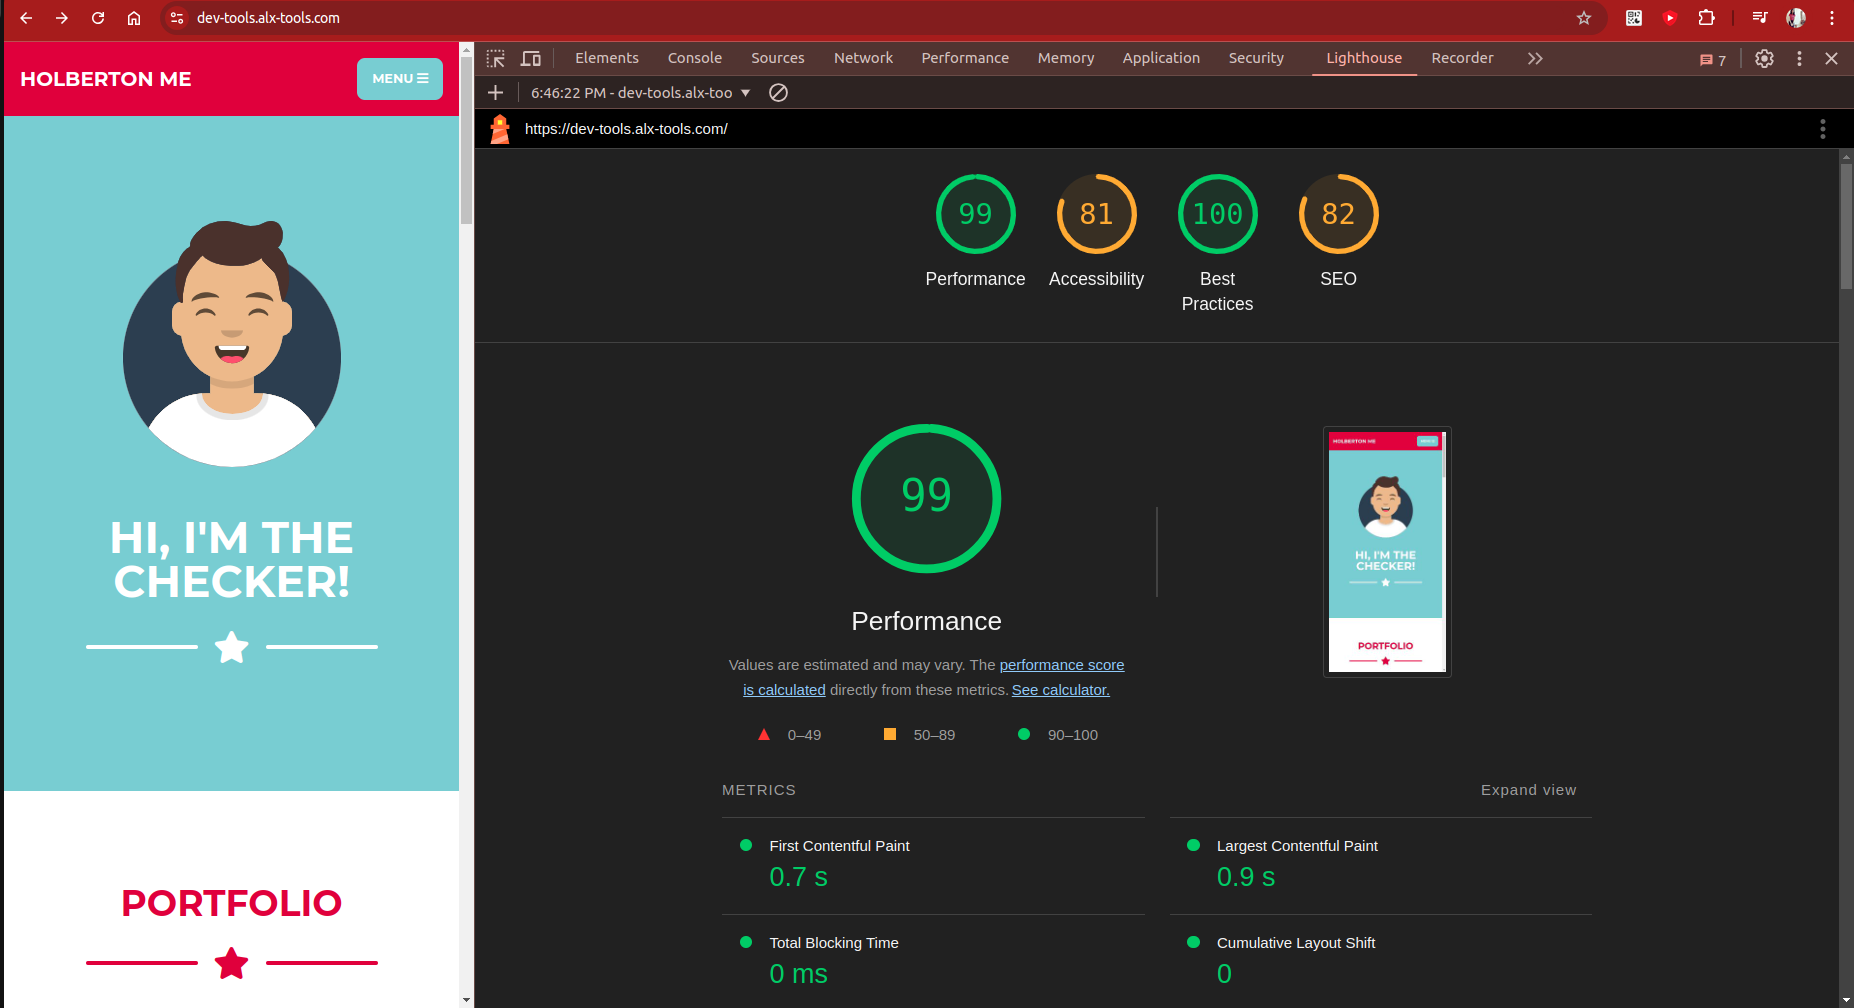 dev-tools.alx-tools.com
HOLBERTON ME
MENU
HI, I'M THE
CHECKER!
PORTFOLIO
Elements Console Sources Network Performance Memory Application Security Lighthouse Recorder 7
6:46:22 PM - dev-tools.alx-too
https://dev-tools.alx-tools.com/
99 81 100 82
Performance Accessibility Best Practices SEO
99
Performance
Values are estimated and may vary. The performance score
is calculated directly from these metrics. See calculator.
0–49 50–89 90–100
HOLBERTON ME
HI, I'M THE
CHECKER!
PORTFOLIO
METRICS Expand view
First Contentful Paint
0.7 s
Largest Contentful Paint
0.9 s
Total Blocking Time
0 ms
Cumulative Layout Shift
0